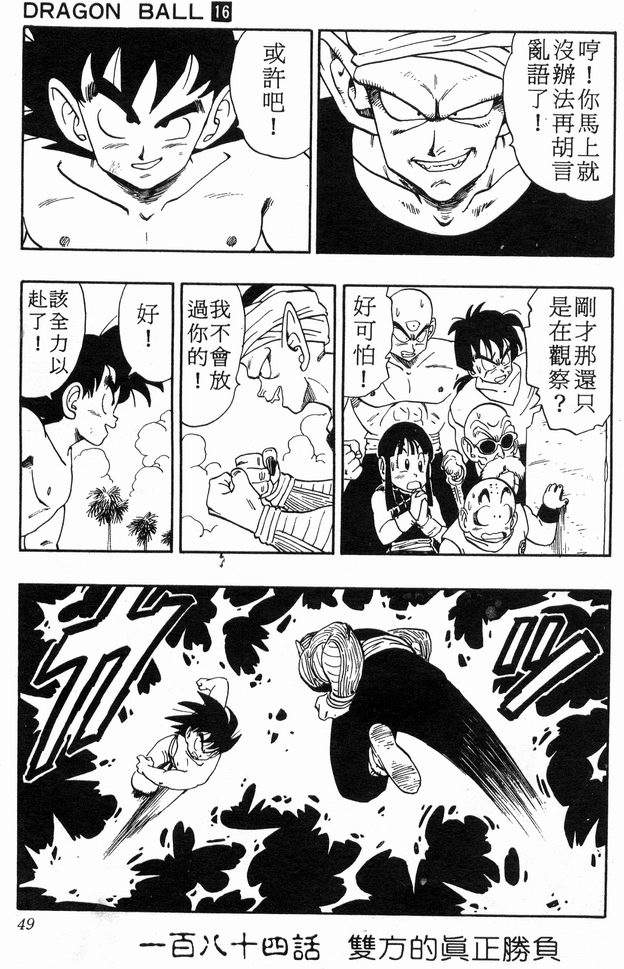 DRAGON BALL 16
哼！你馬上就
沒辦法再胡言
亂語了！
或許吧！
剛才那還只
是在觀察？
好可怕！
我不會放
過你的！
好！
該全力以
赴了！
49
一百八十四話 雙方的眞正勝負